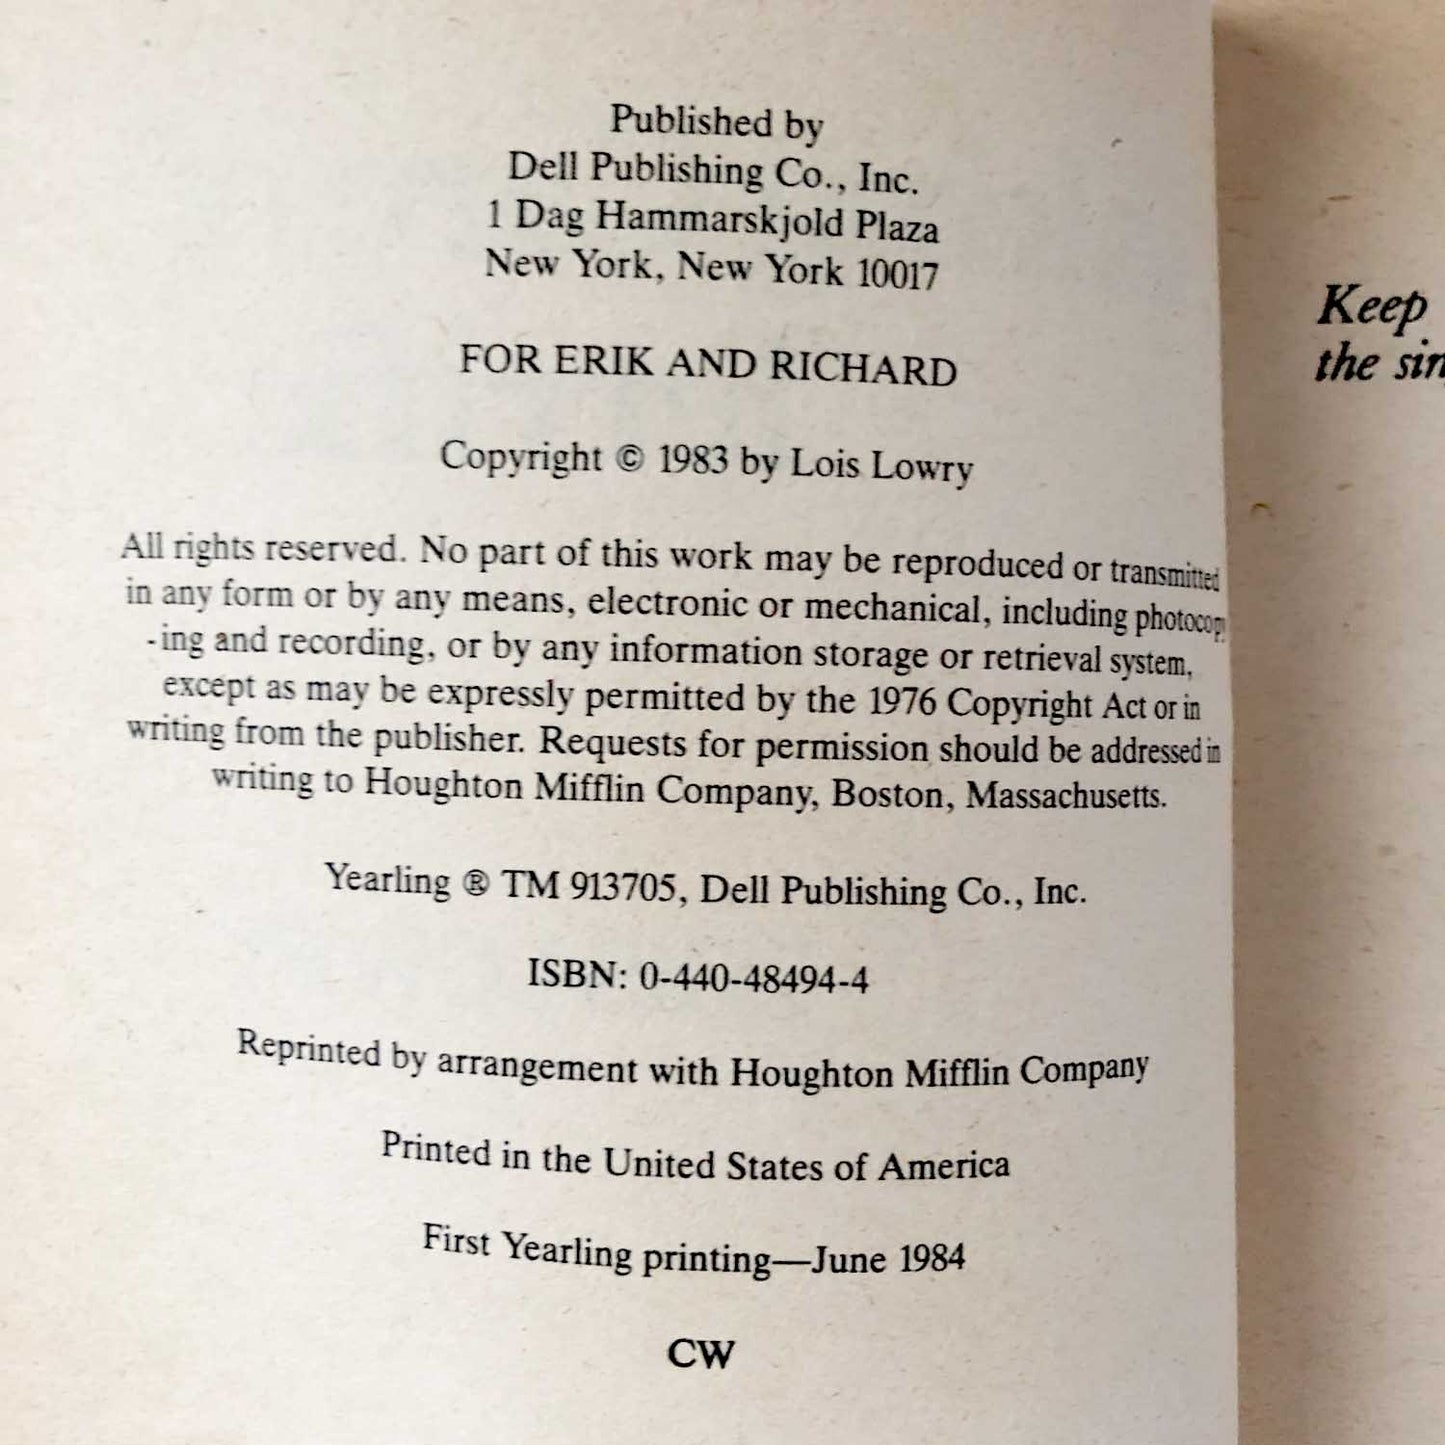 Published by
Dell Publishing Co., Inc.
1 Dag Hammarskjold Plaza
New York, New York 10017
FOR ERIK AND RICHARD
Copyright © 1983 by Lois Lowry
All rights reserved. No part of this work may be reproduced or transmitted
in any form or by any means, electronic or mechanical, including photocopy
-ing and recording, or by any information storage or retrieval system,
except as may be expressly permitted by the 1976 Copyright Act or in
writing from the publisher. Requests for permission should be addressed in
writing to Houghton Mifflin Company, Boston, Massachusetts.
Yearling ® TM 913705, Dell Publishing Co., Inc.
ISBN: 0-440-48494-4
Reprinted by arrangement with Houghton Mifflin Company
Printed in the United States of America
First Yearling printing—June 1984
CW
Keep
the